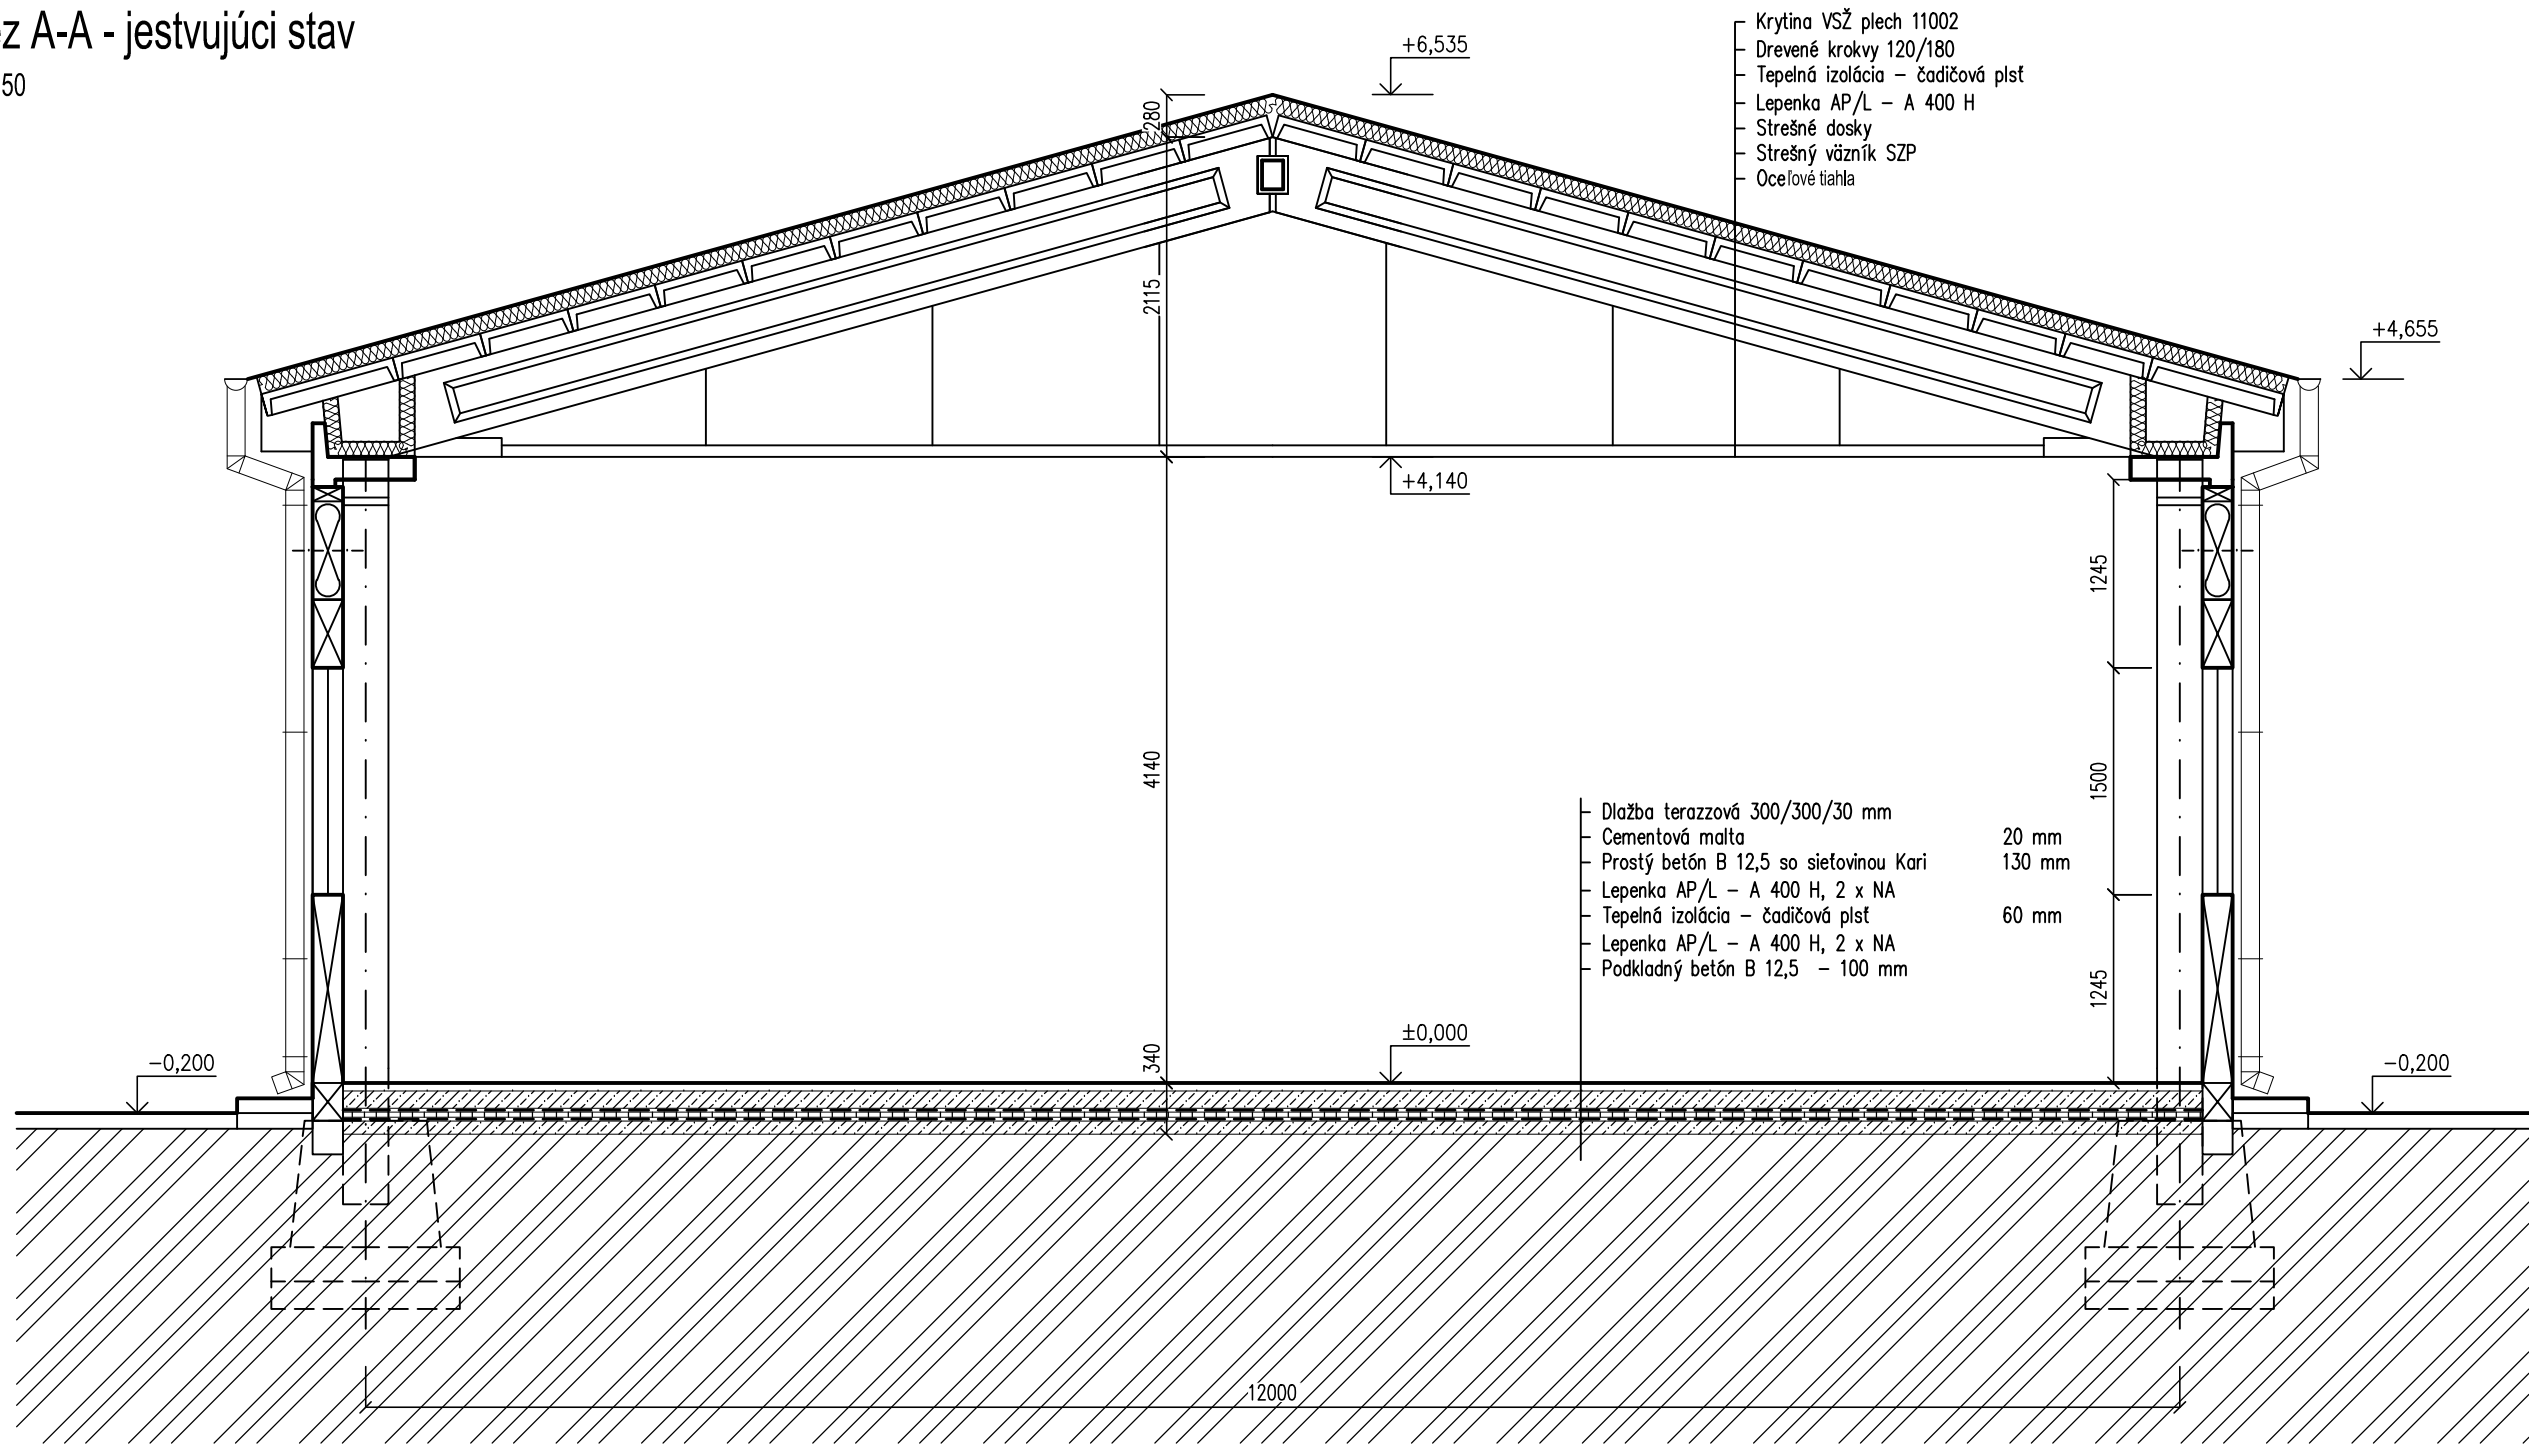 z A-A - jestvujúci stav
50
Krytina VSŽ plech 11002
Drevené krokvy 120/180
Tepelná izolácia – čadičová plsť
Lepenka AP/L – A 400 H
Strešné dosky
Strešný väzník SZP
Oceľové tiahla
+6,535
280
2115
+4,655
+4,140
1245
4140
1500
Dlažba terazzová 300/300/30 mm
Cementová malta 20 mm
Prostý betón B 12,5 so sieťovinou Kari 130 mm
Lepenka AP/L – A 400 H, 2 x NA
Tepelná izolácia – čadičová plsť 60 mm
Lepenka AP/L – A 400 H, 2 x NA
Podkladný betón B 12,5 – 100 mm
1245
±0,000
340
–0,200
–0,200
12000